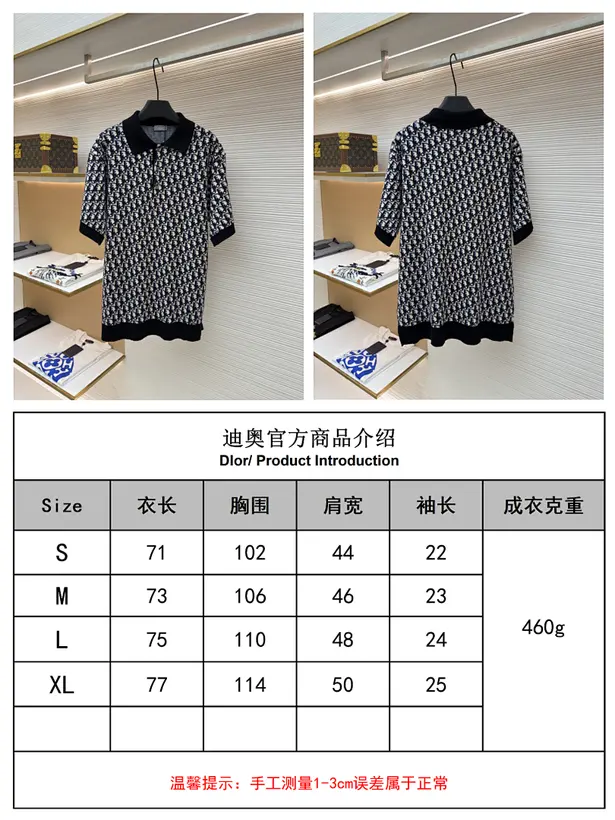 迪奥官方商品介绍
DIor/ Product Introduction
Size 衣长 胸围 肩宽 袖长 成衣克重
S 71 102 44 22
M 73 106 46 23
460g
L 75 110 48 24
XL 77 114 50 25
温馨提示：手工测量1-3cm误差属于正常